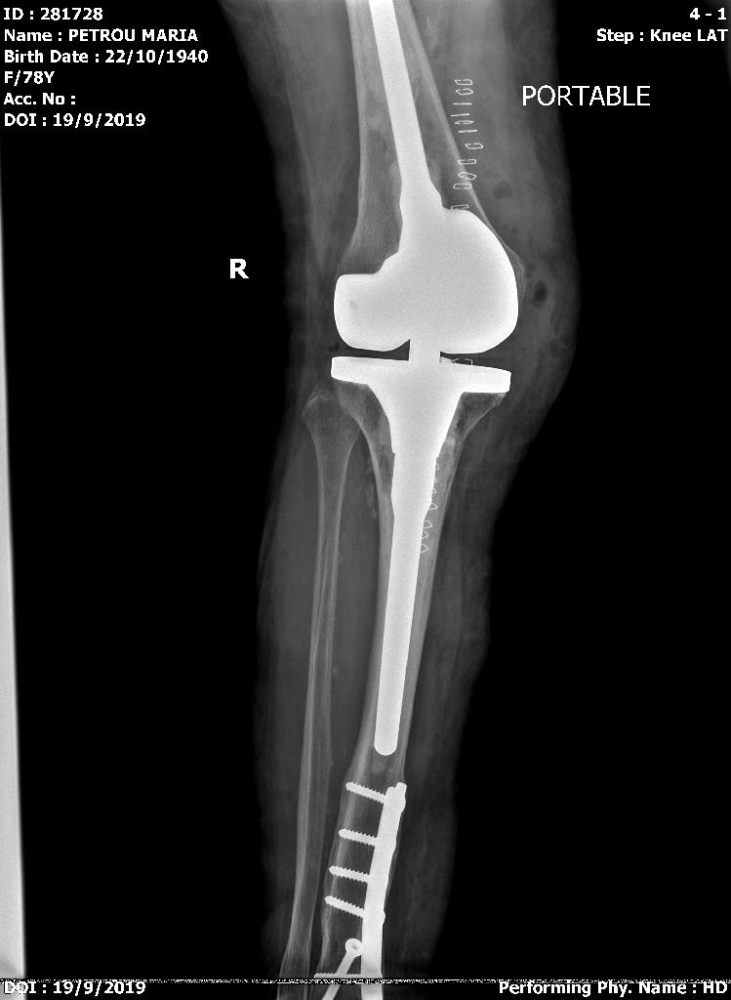 ID : 281728
Name : PETROU MARIA
Birth Date : 22/10/1940
F/78Y
Acc. No :
DOI : 19/9/2019
4 - 1
Step : Knee LAT
PORTABLE
R
DOI : 19/9/2019
Performing Phy. Name : HD